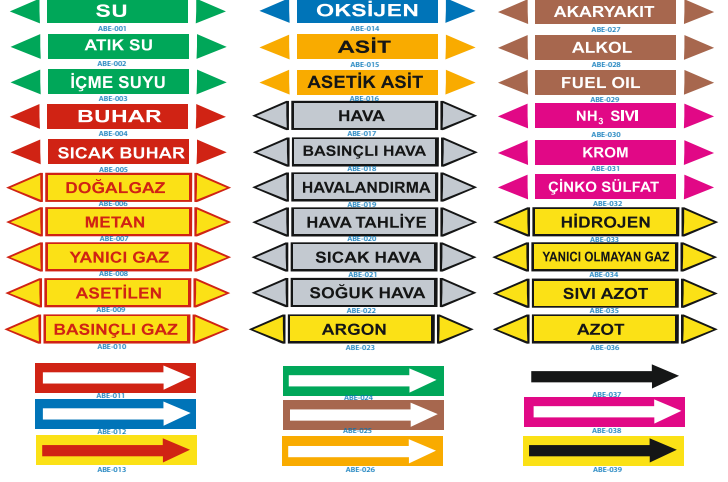 SU
ABE-001
ATIK SU
ABE-002
İÇME SUYU
ABE-003
BUHAR
ABE-004
SICAK BUHAR
ABE-005
DOĞALGAZ
ABE-006
METAN
ABE-007
YANICI GAZ
ABE-008
ASETİLEN
ABE-009
BASINÇLI GAZ
ABE-010
ABE-011
ABE-012
ABE-013
OKSİJEN
ABE-014
ASİT
ABE-015
ASETİK ASİT
ABE-016
HAVA
ABE-017
BASINÇLI HAVA
ABE-018
HAVALANDIRMA
ABE-019
HAVA TAHLİYE
ABE-020
SICAK HAVA
ABE-021
SOĞUK HAVA
ABE-022
ARGON
ABE-023
ABE-024
ABE-025
ABE-026
AKARYAKIT
ABE-027
ALKOL
ABE-028
FUEL OIL
ABE-029
NH₃ SIVI
ABE-030
KROM
ABE-031
ÇİNKO SÜLFAT
ABE-032
HİDROJEN
ABE-033
YANICI OLMAYAN GAZ
ABE-034
SIVI AZOT
ABE-035
AZOT
ABE-036
ABE-037
ABE-038
ABE-039